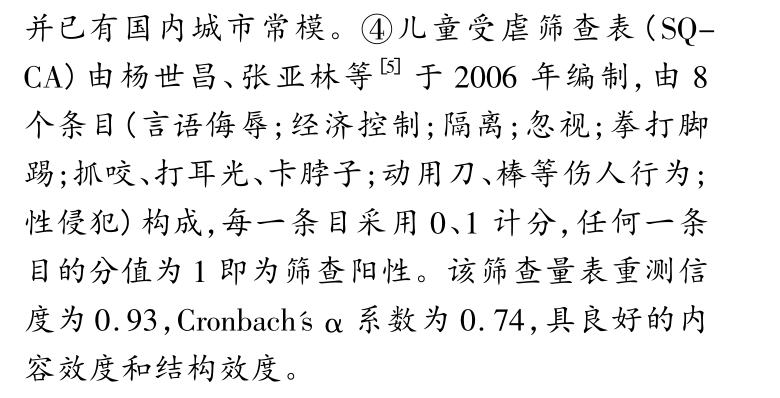 并已有国内城市常模。④儿童受虐筛查表(SQ-
CA)由杨世昌、张亚林等[5]于 2006 年编制,由 8
个条目(言语侮辱;经济控制;隔离;忽视;拳打脚
踢;抓咬、打耳光、卡脖子;动用刀、棒等伤人行为;
性侵犯)构成,每一条目采用 0、1 计分,任何一条
目的分值为 1 即为筛查阳性。该筛查量表重测信
度为 0.93,Cronbach's α 系数为 0.74,具良好的内
容效度和结构效度。